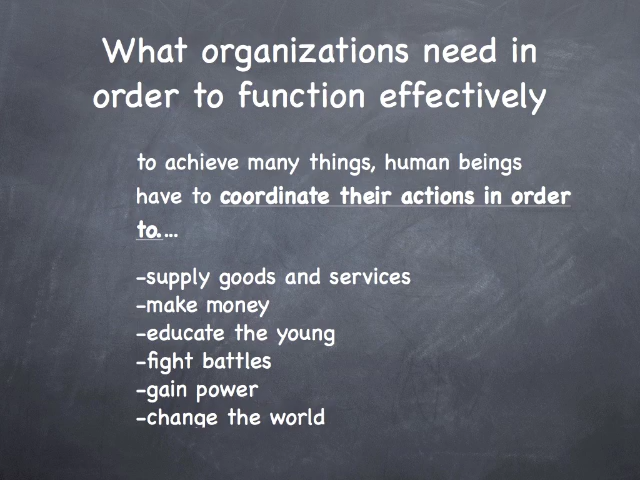 What organizations need in
order to function effectively
to achieve many things, human beings
have to coordinate their actions in order
to....
-supply goods and services
-make money
-educate the young
-fight battles
-gain power
-change the world